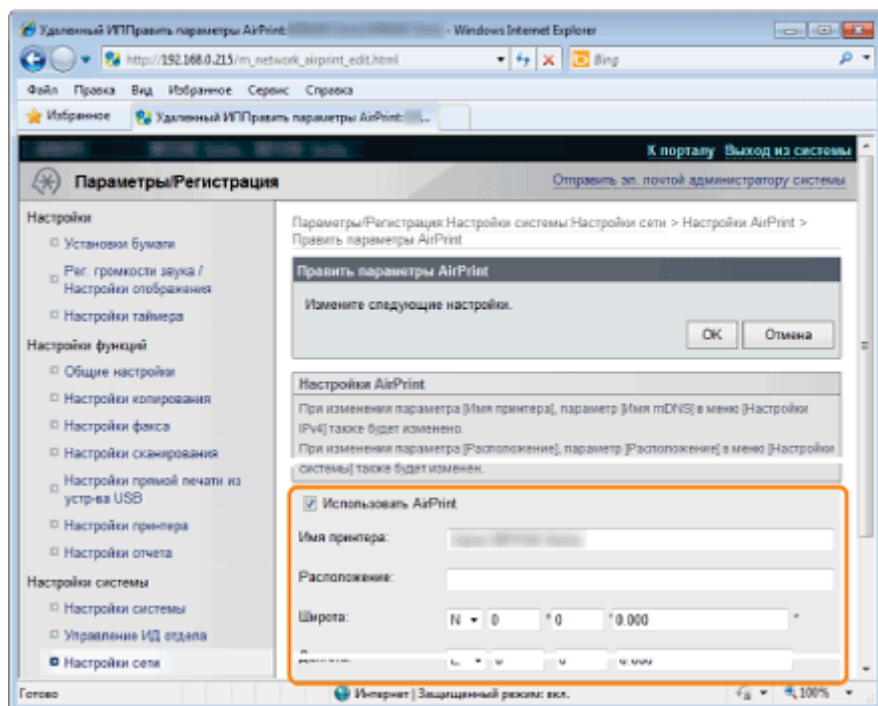 Удаленный ИППравить параметры AirPrint: - Windows Internet Explorer
http://192.168.0.215/m_network_airprint_edit.html
Bing
Файл Правка Вид Избранное Сервис Справка
Избранное
Удаленный ИППравить параметры AirPrint: ...
К порталу Выход из системы
Параметры/Регистрация
Отправить эл. почтой администратору системы
Настройки
Установки бумаги
Рег. громкости звука /
Настройки отображения
Настройки таймера
Настройки функций
Общие настройки
Настройки копирования
Настройки факса
Настройки сканирования
Настройки прямой печати из
устр-ва USB
Настройки принтера
Настройки отчета
Настройки системы
Настройки системы
Управление ИД отдела
Настройки сети
Параметры/Регистрация:Настройки системы:Настройки сети > Настройки AirPrint >
Править параметры AirPrint
Править параметры AirPrint
Измените следующие настройки.
OK Отмена
Настройки AirPrint
При изменении параметра [Имя принтера], параметр [Имя mDNS] в меню [Настройки
IPv4] также будет изменено.
При изменении параметра [Расположение], параметр [Расположение] в меню [Настройки
системы] также будет изменен.
Использовать AirPrint
Имя принтера:
Расположение:
Широта: N 0 ° 0 ' 0.000 "
Готово
Интернет | Защищенный режим: вкл.
100%